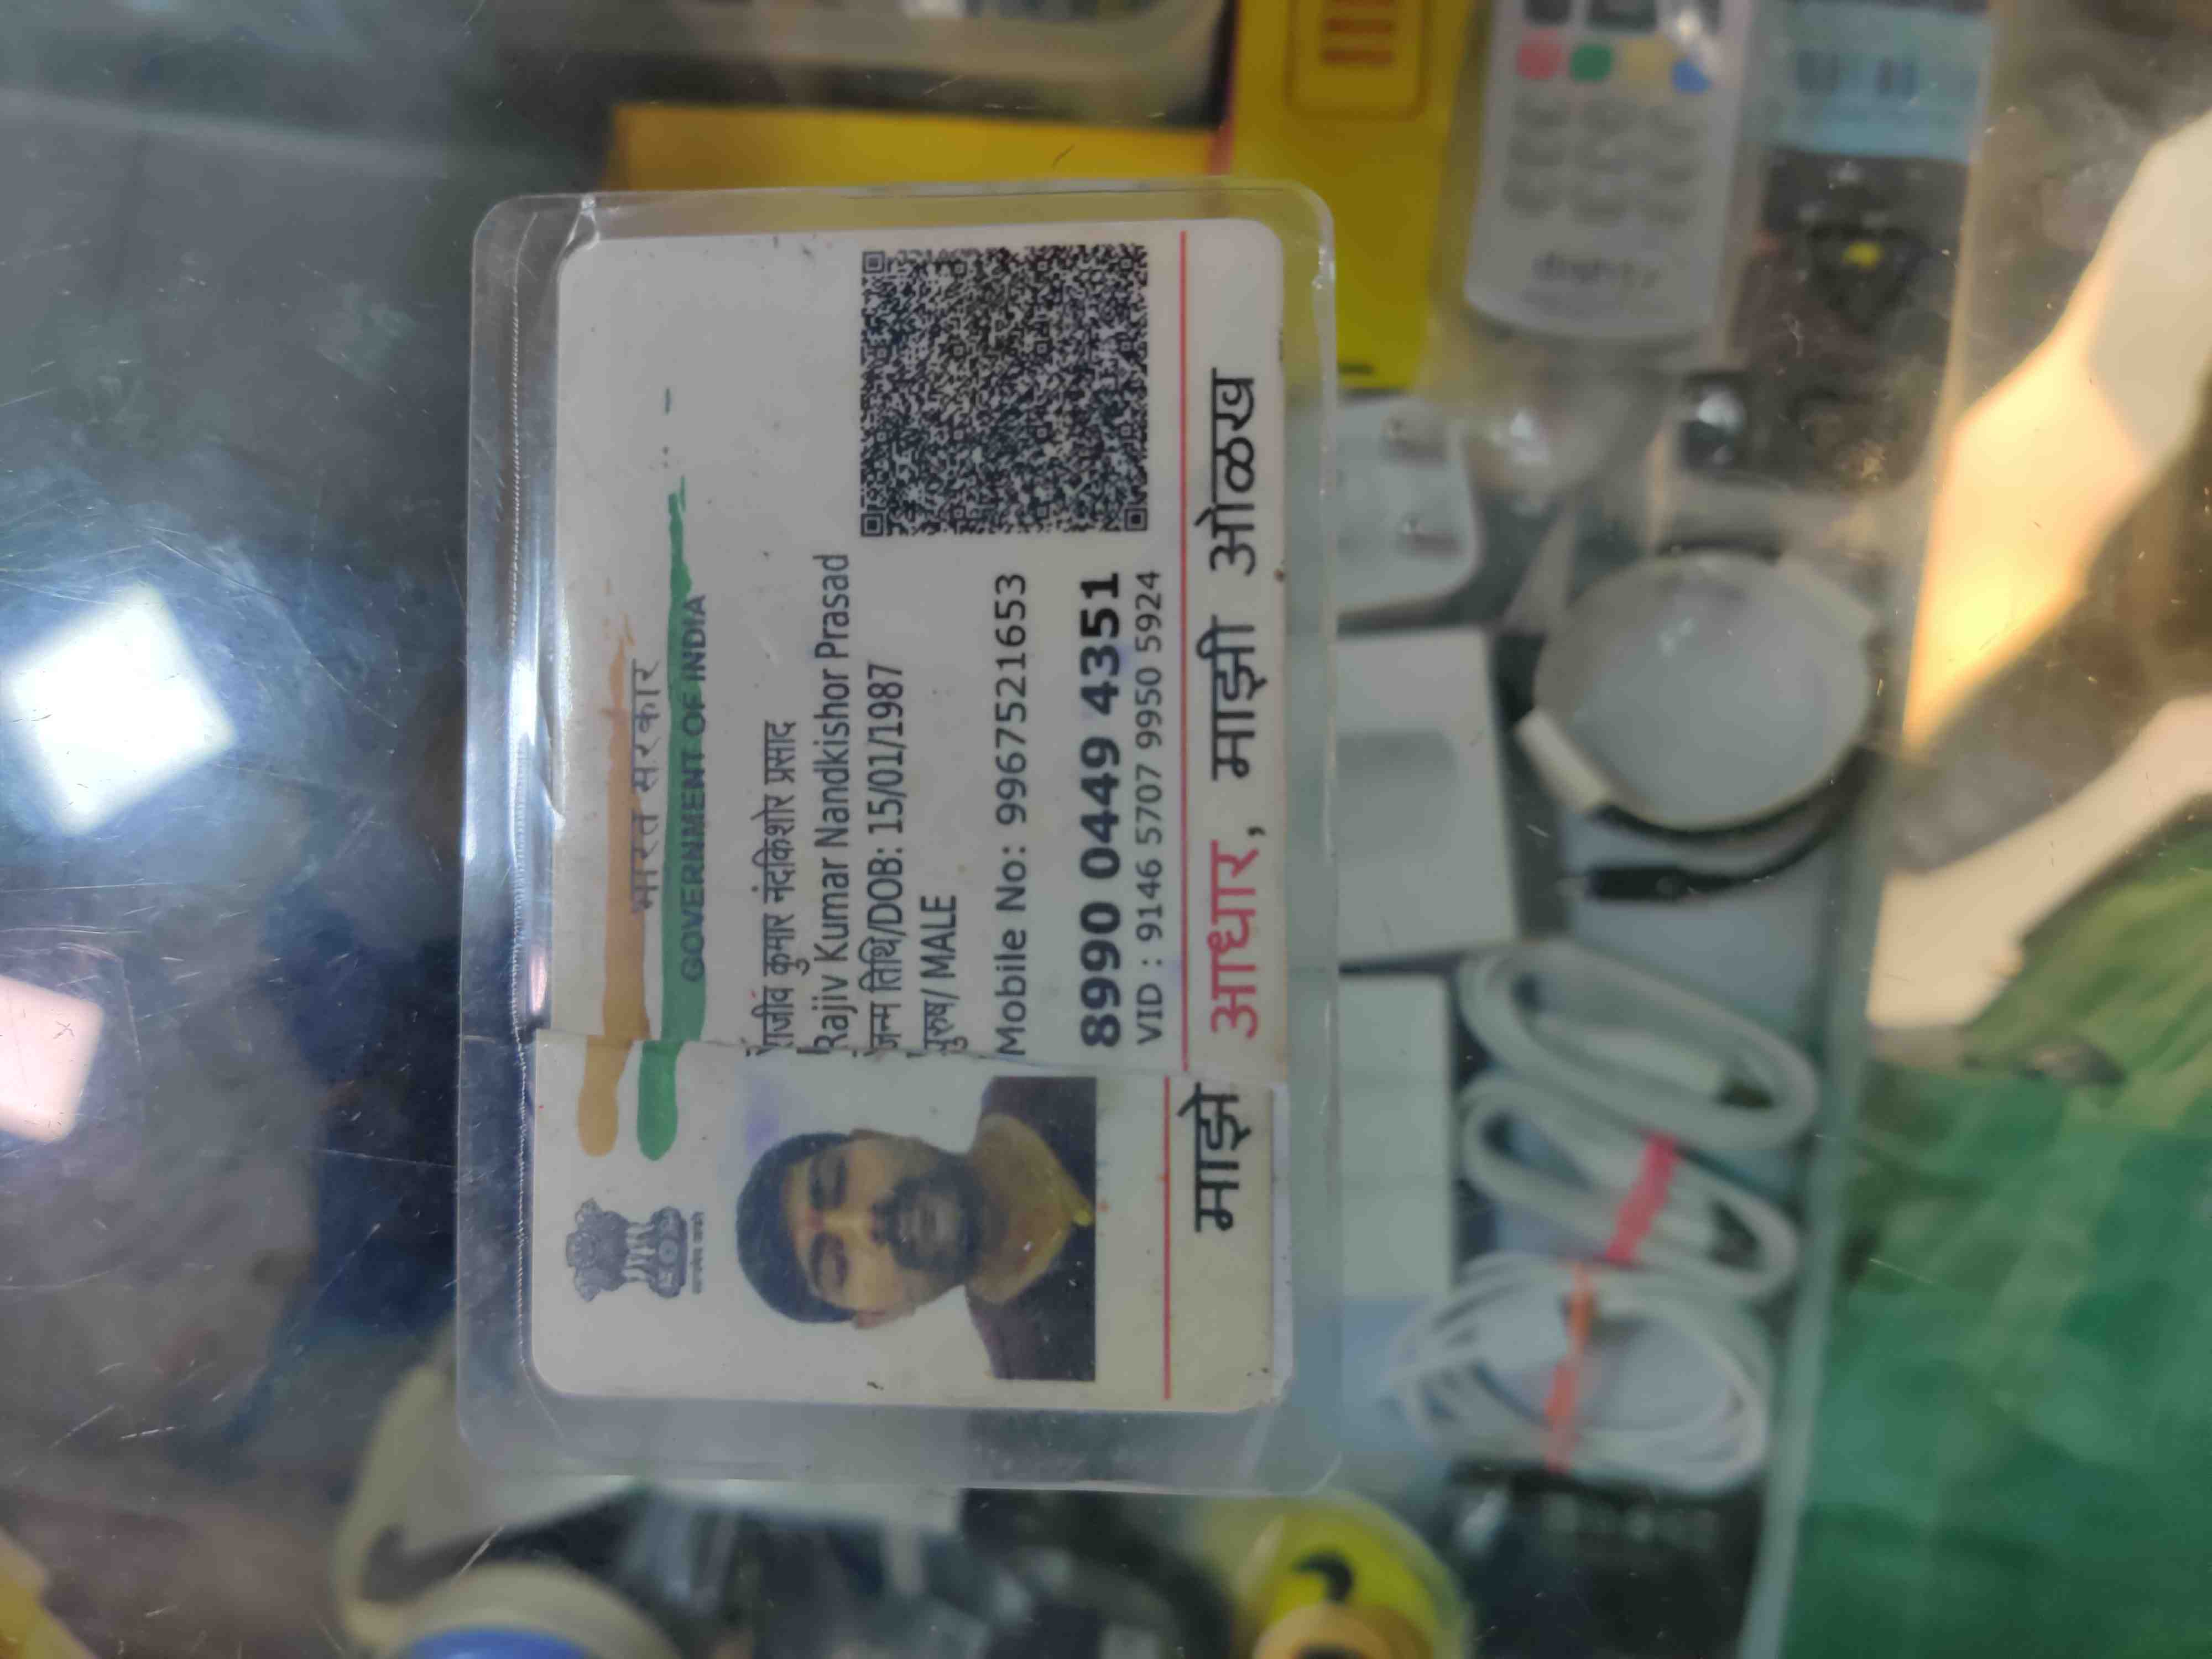 भारत सरकार
GOVERNMENT OF INDIA
राजीव कुमार नंदकिशोर प्रसाद
Rajiv Kumar Nandkishor Prasad
जन्म तिथि/DOB: 15/01/1987
पुरुष/ MALE
Mobile No: 9967521653
8990 0449 4351
VID : 9146 5707 9950 5924
माझे आधार, माझी ओळख
dishtv